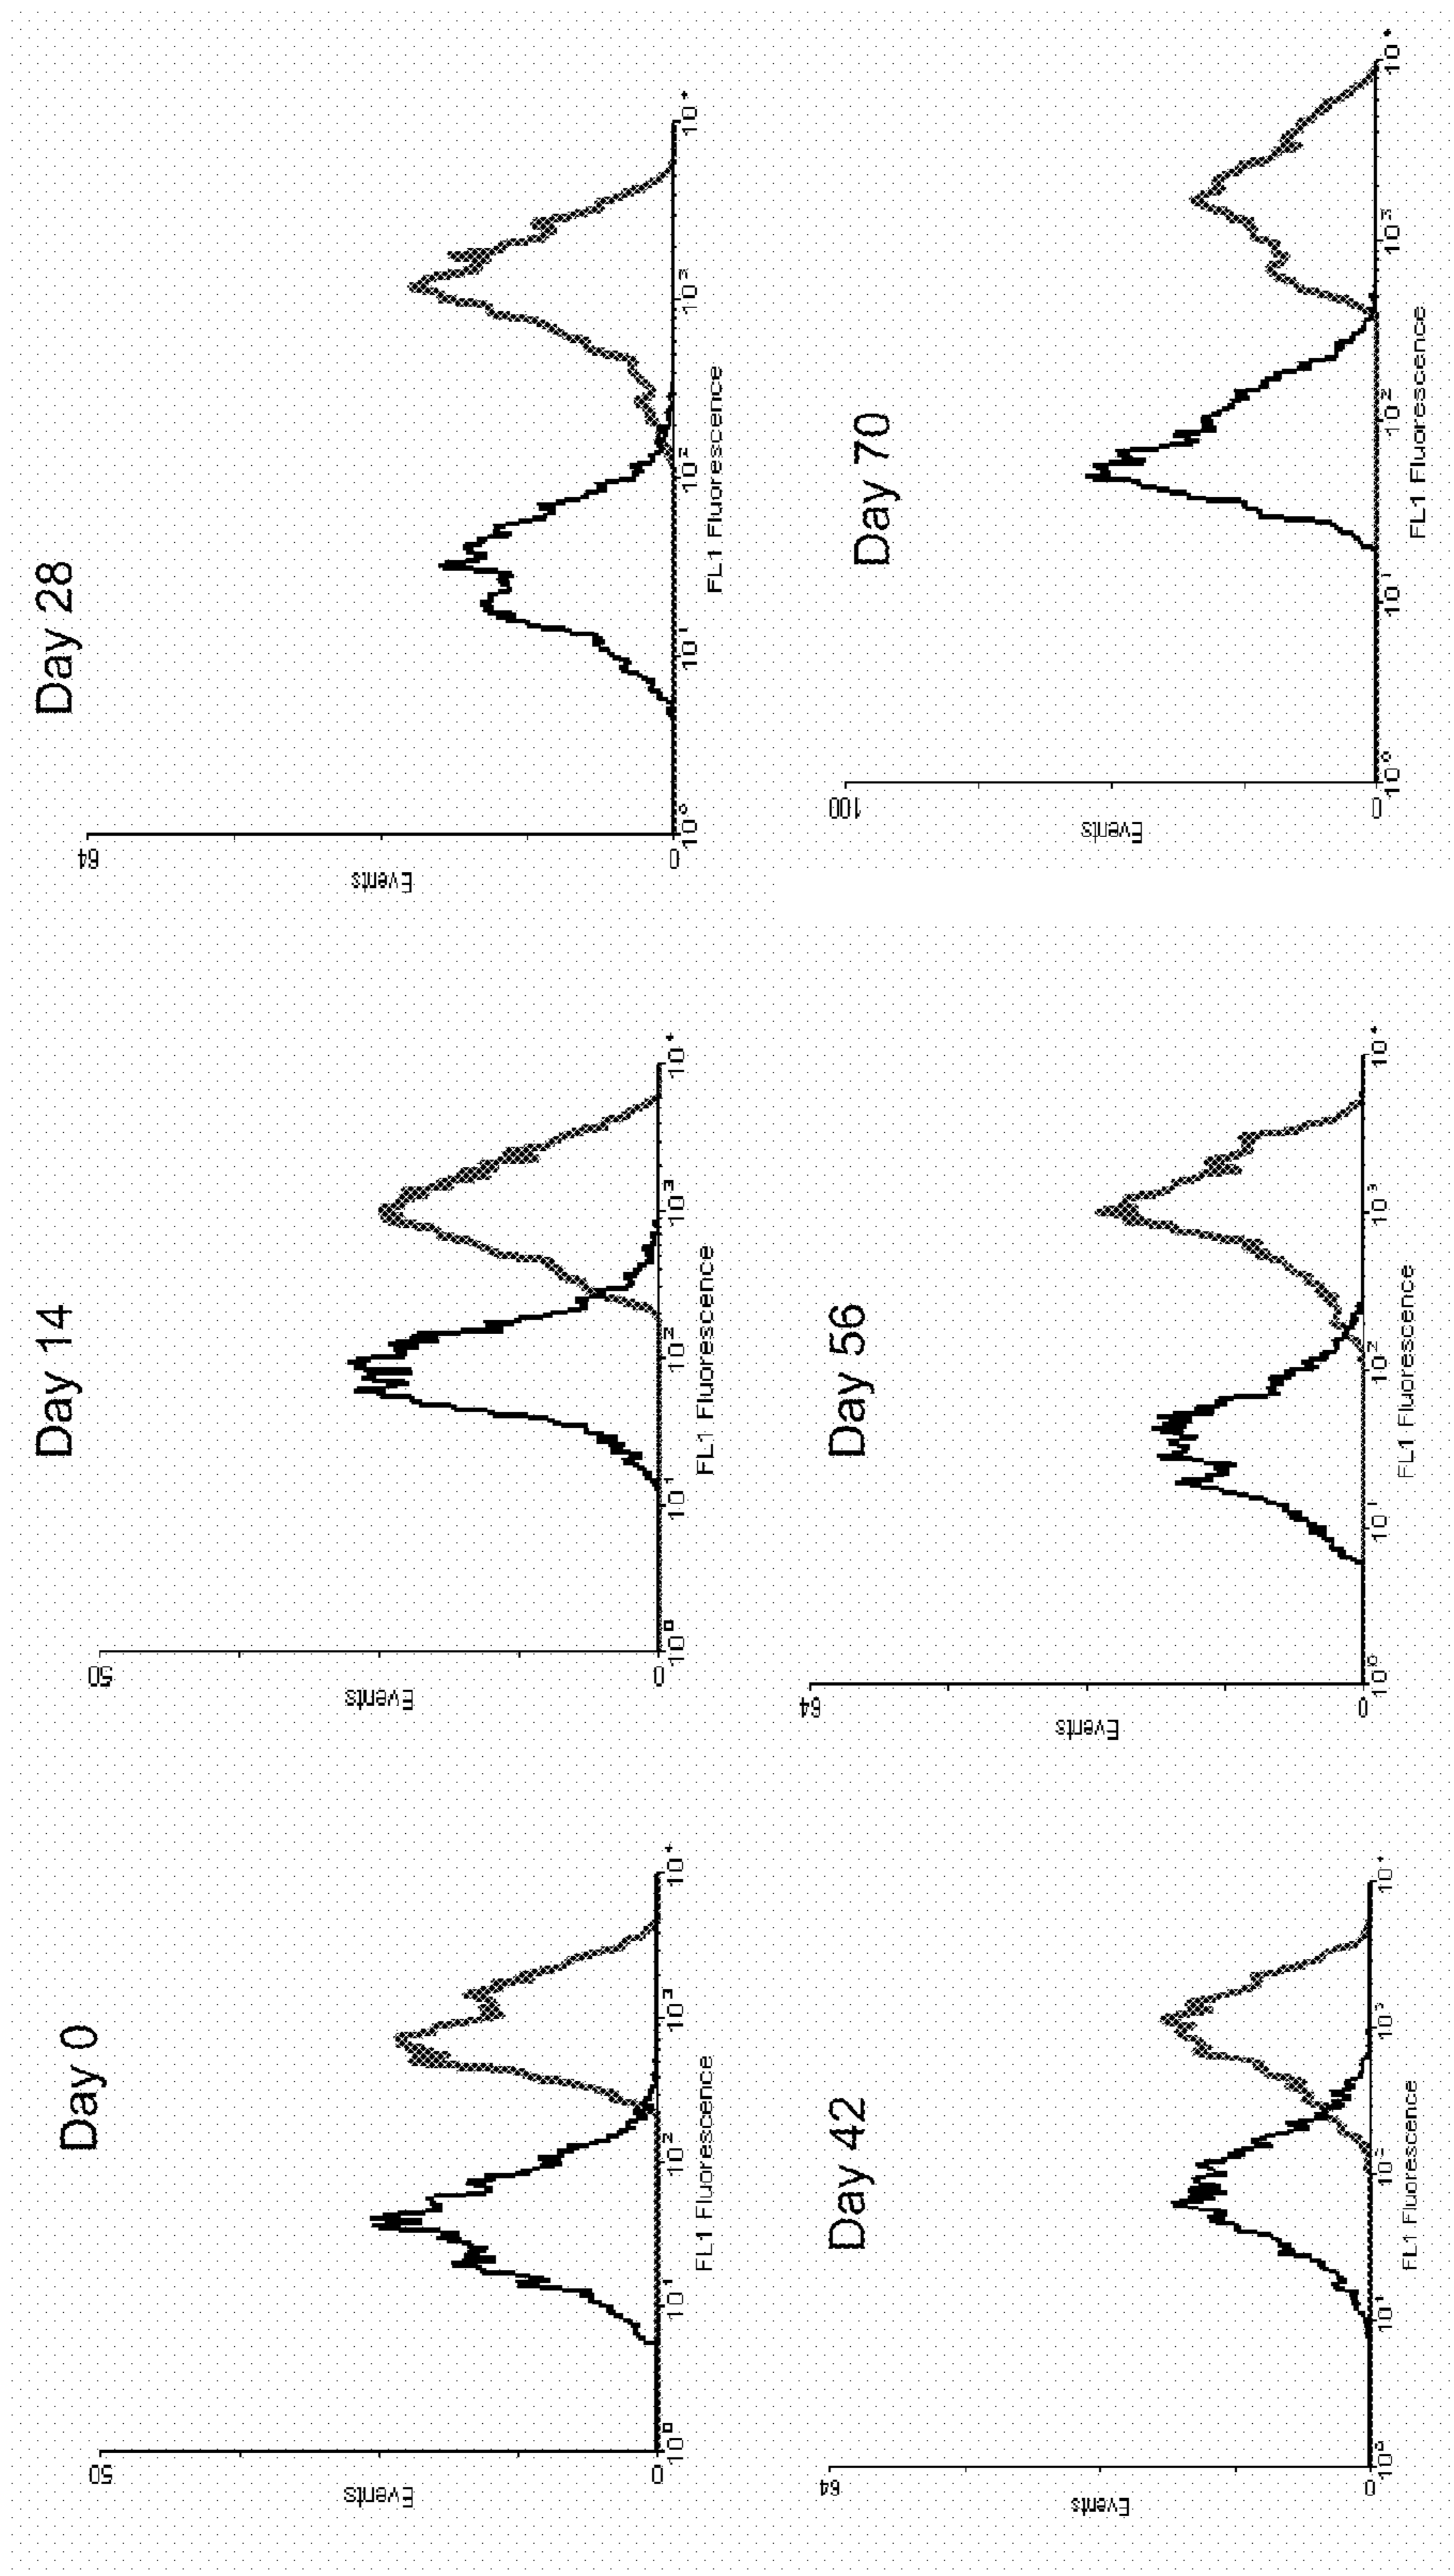 Day 0
50
Events
0
10⁰ 10¹ 10² 10³ 10⁴
FL1 Fluorescence
Day 14
50
Events
0
10⁰ 10¹ 10² 10³ 10⁴
FL1 Fluorescence
Day 28
64
Events
0
10⁰ 10¹ 10² 10³ 10⁴
FL1 Fluorescence
Day 42
64
Events
0
10¹ 10² 10³ 10⁴
FL1 Fluorescence
Day 56
64
Events
0
10⁰ 10¹ 10² 10³ 10⁴
FL1 Fluorescence
Day 70
100
Events
0
10⁰ 10¹ 10² 10³ 10⁴
FL1 Fluorescence